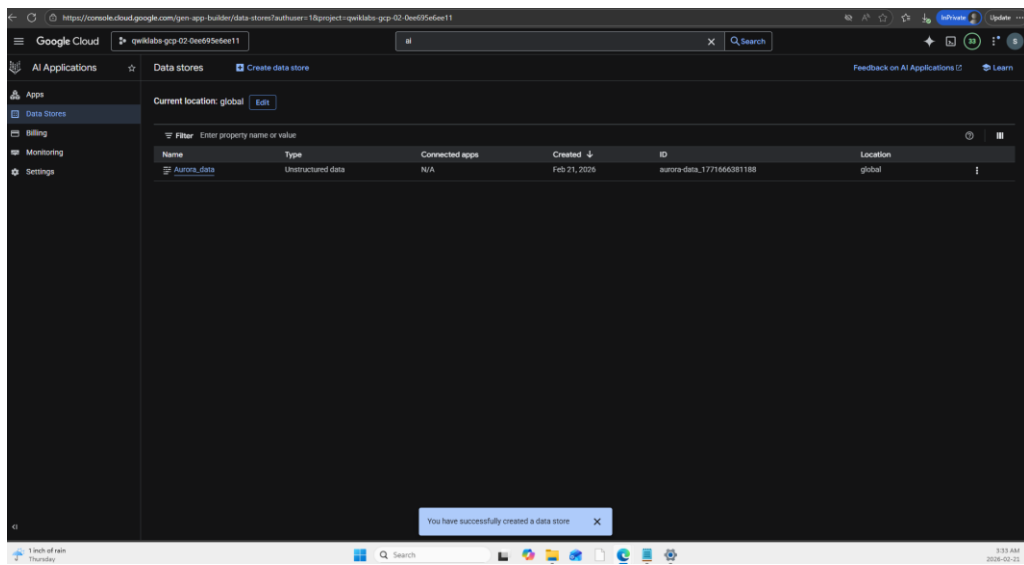 https://console.cloud.google.com/gen-app-builder/data-stores?authuser=1&project=qwiklabs-gcp-02-0ee695e6ee11
InPrivate
Update
Google Cloud
qwiklabs-gcp-02-0ee695e6ee11
ai
Search
33
S
AI Applications
Data stores
Create data store
Feedback on AI Applications
Learn
Apps
Data Stores
Billing
Monitoring
Settings
Current location: global
Edit
Filter Enter property name or value
Name Type Connected apps Created ID Location
Aurora_data Unstructured data N/A Feb 21, 2026 aurora-data_1771666381188 global
You have successfully created a data store
1 inch of rain
Thursday
Search
3:33 AM
2026-02-21